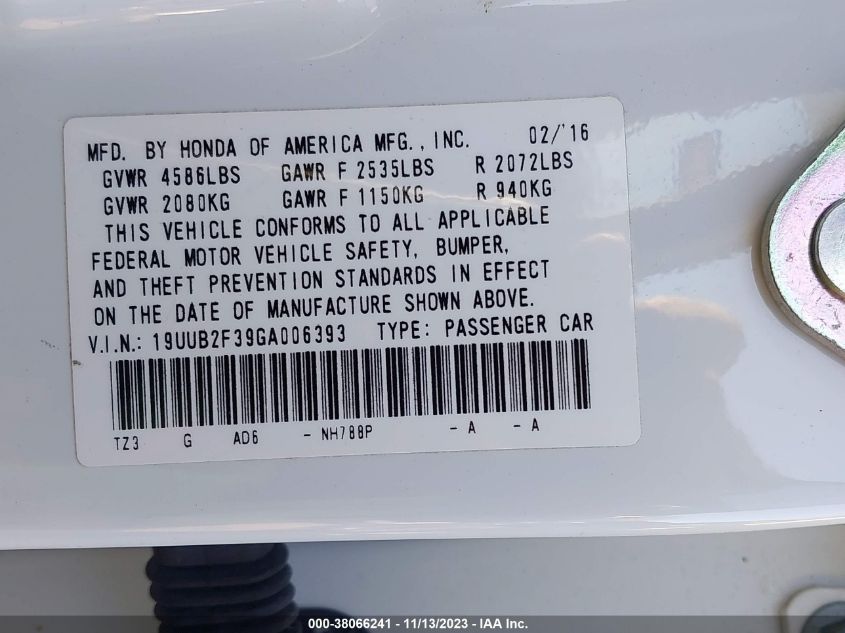 MFD. BY HONDA OF AMERICA MFG., INC. 02/'16
GVWR 4586LBS GAWR F 2535LBS R 2072LBS
GVWR 2080KG GAWR F 1150KG R 940KG
THIS VEHICLE CONFORMS TO ALL APPLICABLE
FEDERAL MOTOR VEHICLE SAFETY, BUMPER,
AND THEFT PREVENTION STANDARDS IN EFFECT
ON THE DATE OF MANUFACTURE SHOWN ABOVE.
V.I.N.: 19UUB2F39GA006393 TYPE: PASSENGER CAR
TZ3 G AD6 - NH788P - A - A
000-38066241 - 11/13/2023 - IAA Inc.